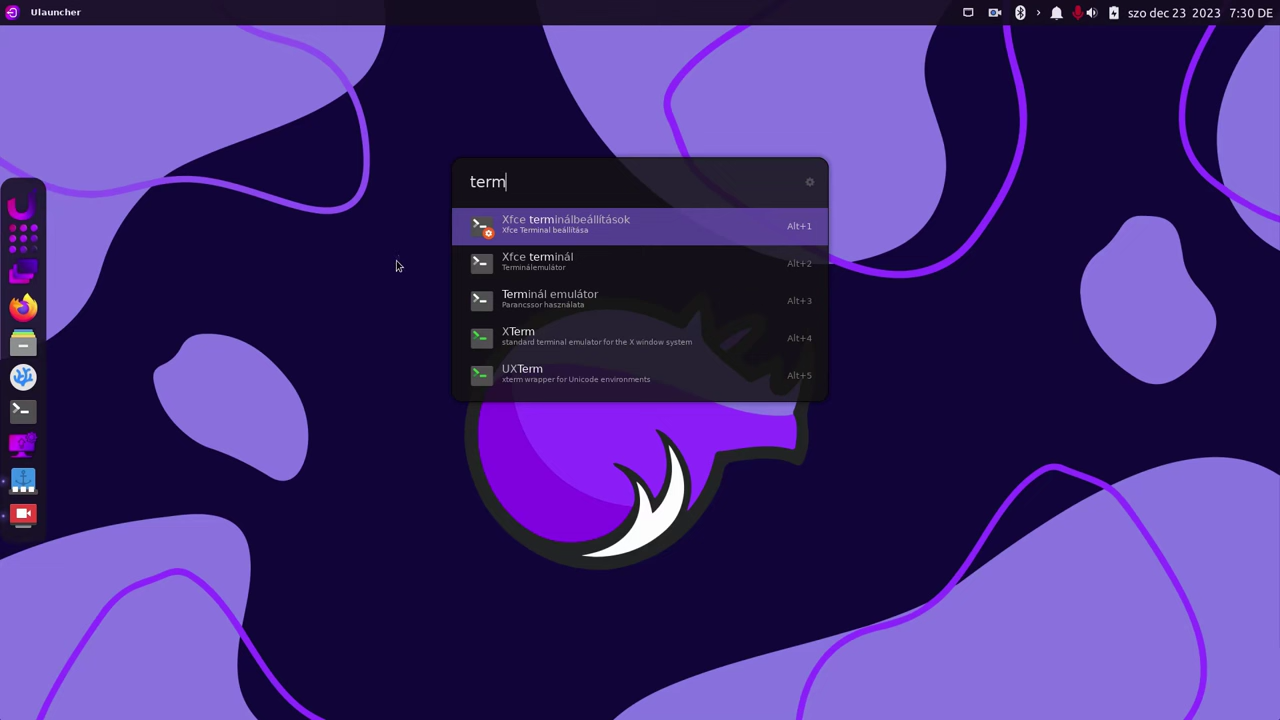 Ulauncher
szo dec 23 2023 7:30 DE
term
Xfce terminálbeállítások
Xfce Terminal beállítása
Alt+1
Xfce terminál
Terminálemulátor
Alt+2
Terminál emulátor
Parancssor használata
Alt+3
XTerm
standard terminal emulator for the X window system
Alt+4
UXTerm
xterm wrapper for Unicode environments
Alt+5